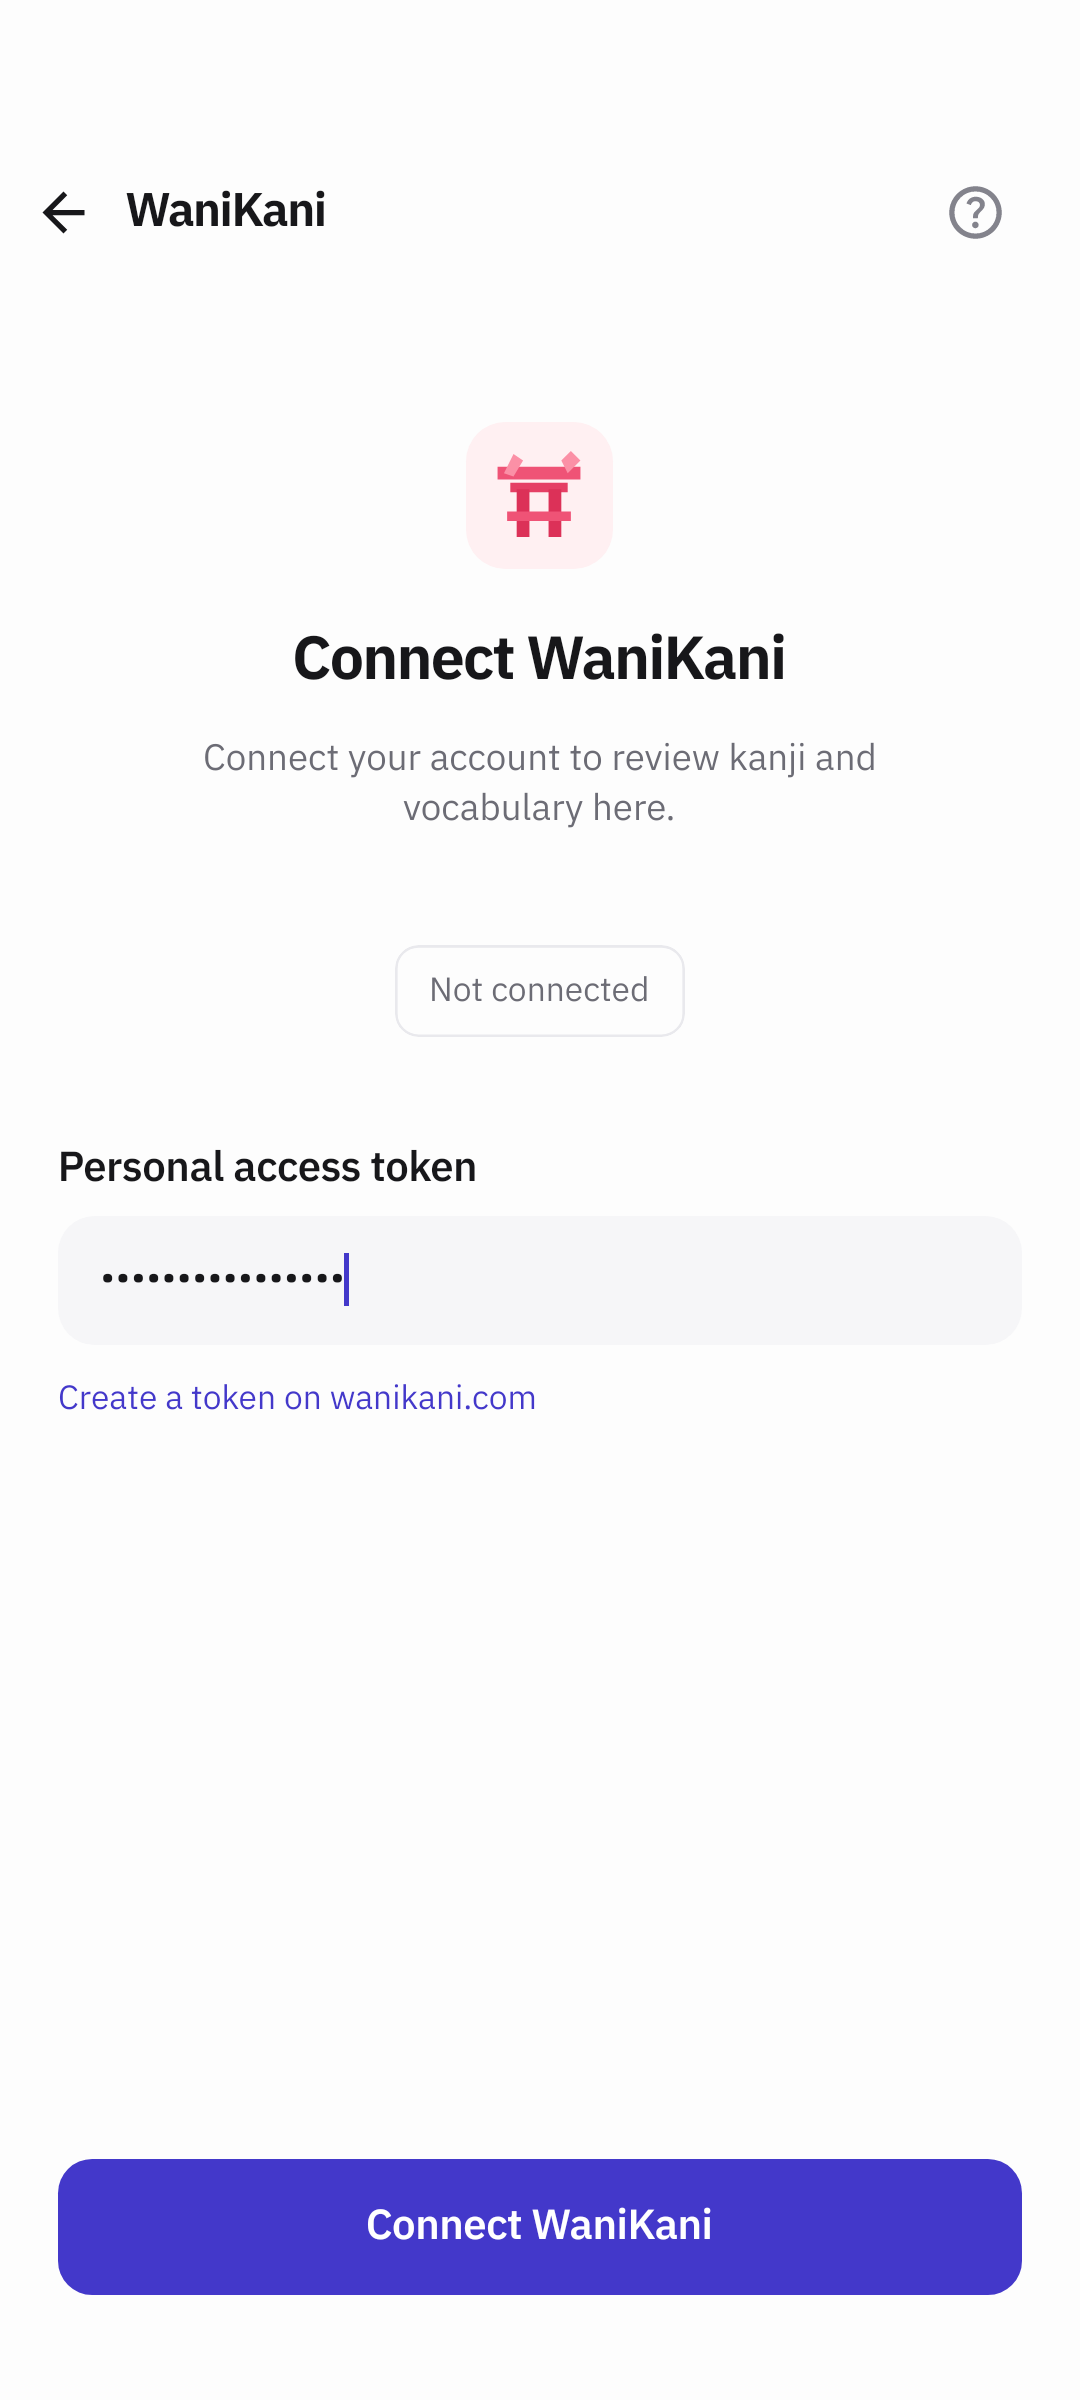 WaniKani
Connect WaniKani
Connect your account to review kanji and
vocabulary here.
Not connected
Personal access token
••••••••••••••••
Create a token on wanikani.com
Connect WaniKani